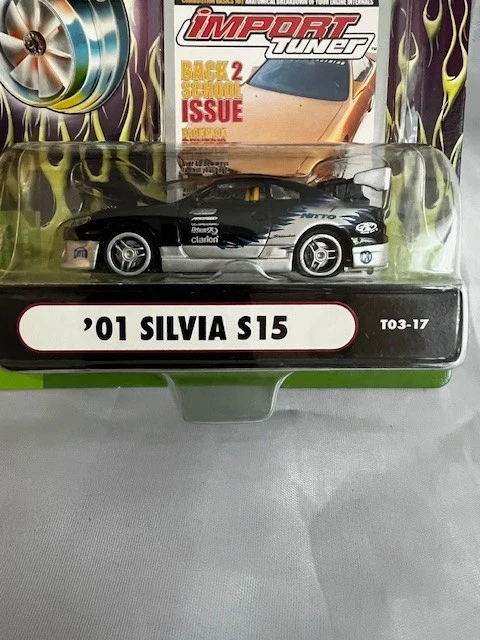 IMPORT
TUNER
BACK 2
SCHOOL
ISSUE
clarion
NITTO
'01 SILVIA S15
T03-17